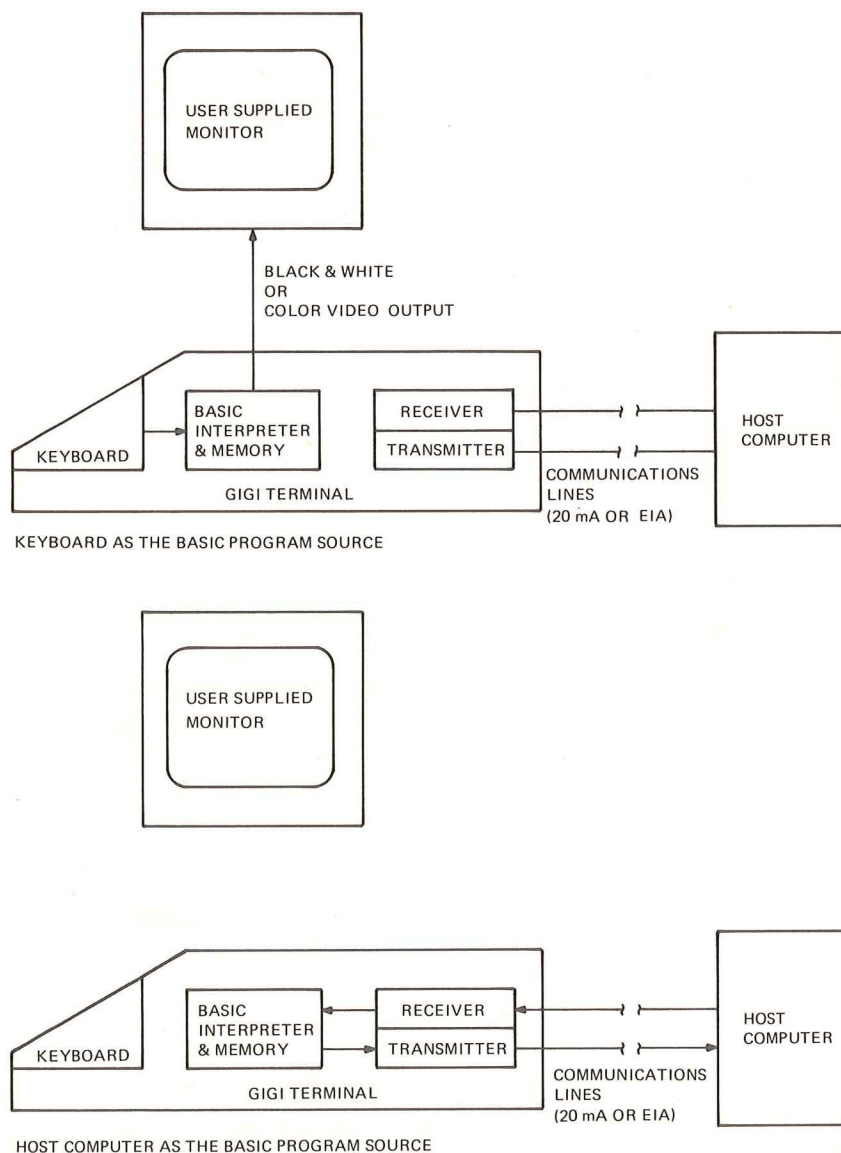 USER SUPPLIED
MONITOR
BLACK & WHITE
OR
COLOR VIDEO OUTPUT
KEYBOARD
BASIC
INTERPRETER
& MEMORY
RECEIVER
TRANSMITTER
GIGI TERMINAL
COMMUNICATIONS
LINES
(20 mA OR EIA)
HOST
COMPUTER
KEYBOARD AS THE BASIC PROGRAM SOURCE
USER SUPPLIED
MONITOR
KEYBOARD
BASIC
INTERPRETER
& MEMORY
RECEIVER
TRANSMITTER
GIGI TERMINAL
COMMUNICATIONS
LINES
(20 mA OR EIA)
HOST
COMPUTER
HOST COMPUTER AS THE BASIC PROGRAM SOURCE